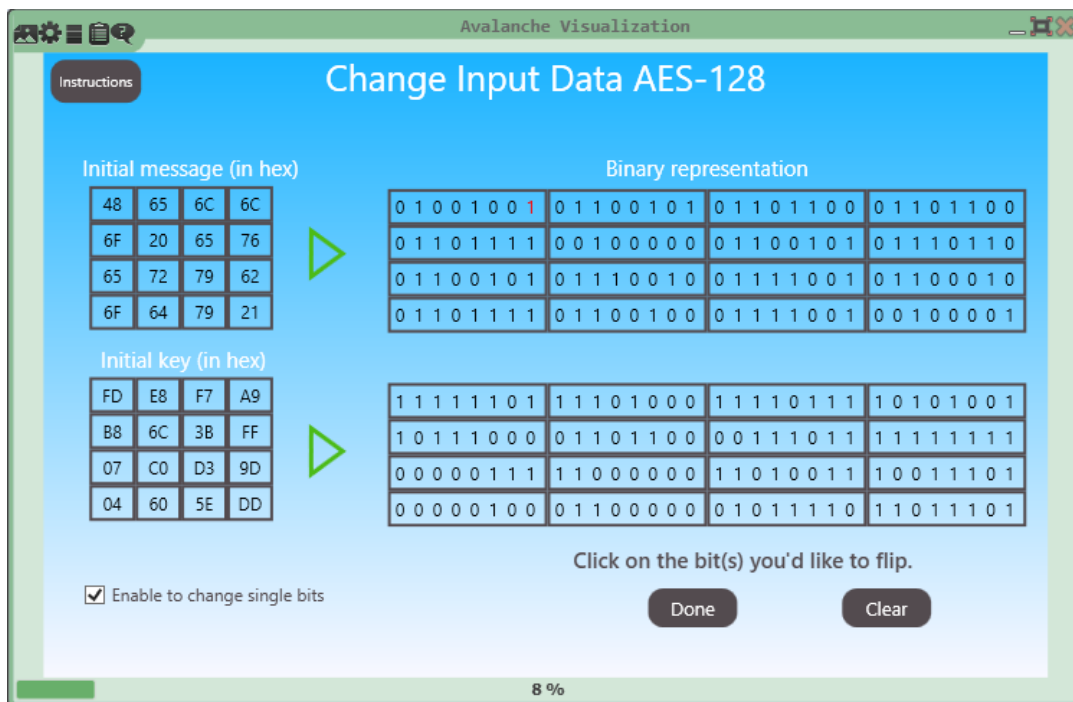 Avalanche Visualization
Instructions
Change Input Data AES-128
Initial message (in hex)
Binary representation
48 65 6C 6C
0 1 0 0 1 0 0 1 0 1 1 0 0 1 0 1 0 1 1 0 1 1 0 0 0 1 1 0 1 1 0 0
6F 20 65 76
0 1 1 0 1 1 1 1 0 0 1 0 0 0 0 0 0 1 1 0 0 1 0 1 0 1 1 1 0 1 1 0
65 72 79 62
0 1 1 0 0 1 0 1 0 1 1 1 0 0 1 0 0 1 1 1 1 0 0 1 0 1 1 0 0 0 1 0
6F 64 79 21
0 1 1 0 1 1 1 1 0 1 1 0 0 1 0 0 0 1 1 1 1 0 0 1 0 0 1 0 0 0 0 1
Initial key (in hex)
FD E8 F7 A9
1 1 1 1 1 1 0 1 1 1 1 0 1 0 0 0 1 1 1 1 0 1 1 1 1 0 1 0 1 0 0 1
B8 6C 3B FF
1 0 1 1 1 0 0 0 0 1 1 0 1 1 0 0 0 0 1 1 1 0 1 1 1 1 1 1 1 1 1 1
07 C0 D3 9D
0 0 0 0 0 1 1 1 1 1 0 0 0 0 0 0 1 1 0 1 0 0 1 1 1 0 0 1 1 1 0 1
04 60 5E DD
0 0 0 0 0 1 0 0 0 1 1 0 0 0 0 0 0 1 0 1 1 1 1 0 1 1 0 1 1 1 0 1
Click on the bit(s) you'd like to flip.
Enable to change single bits
Done
Clear
8 %